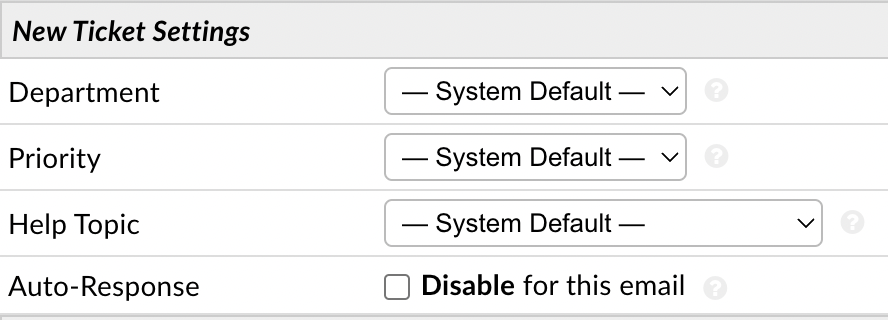 New Ticket Settings
Department — System Default — ?
Priority — System Default — ?
Help Topic — System Default — ?
Auto-Response Disable for this email ?